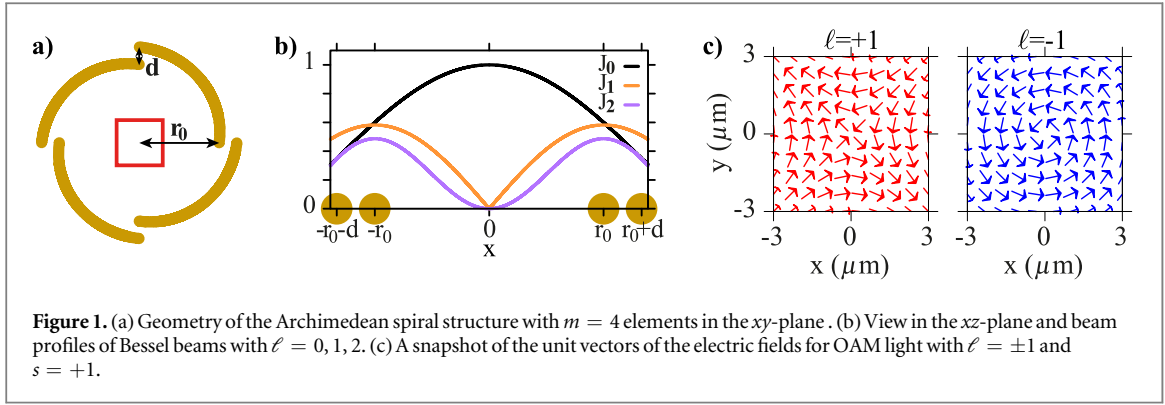 a)
d
r0
b)
1
0
J0
J1
J2
-r0-d
-r0
0
r0
r0+d
x
c)
ℓ=+1
ℓ=-1
3
0
-3
y (μm)
-3
0
3
-3
0
3
x (μm)
x (μm)
Figure 1. (a) Geometry of the Archimedean spiral structure with m = 4 elements in the xy-plane . (b) View in the xz-plane and beam
profiles of Bessel beams with ℓ = 0, 1, 2. (c) A snapshot of the unit vectors of the electric fields for OAM light with ℓ = ±1 and
s = +1.